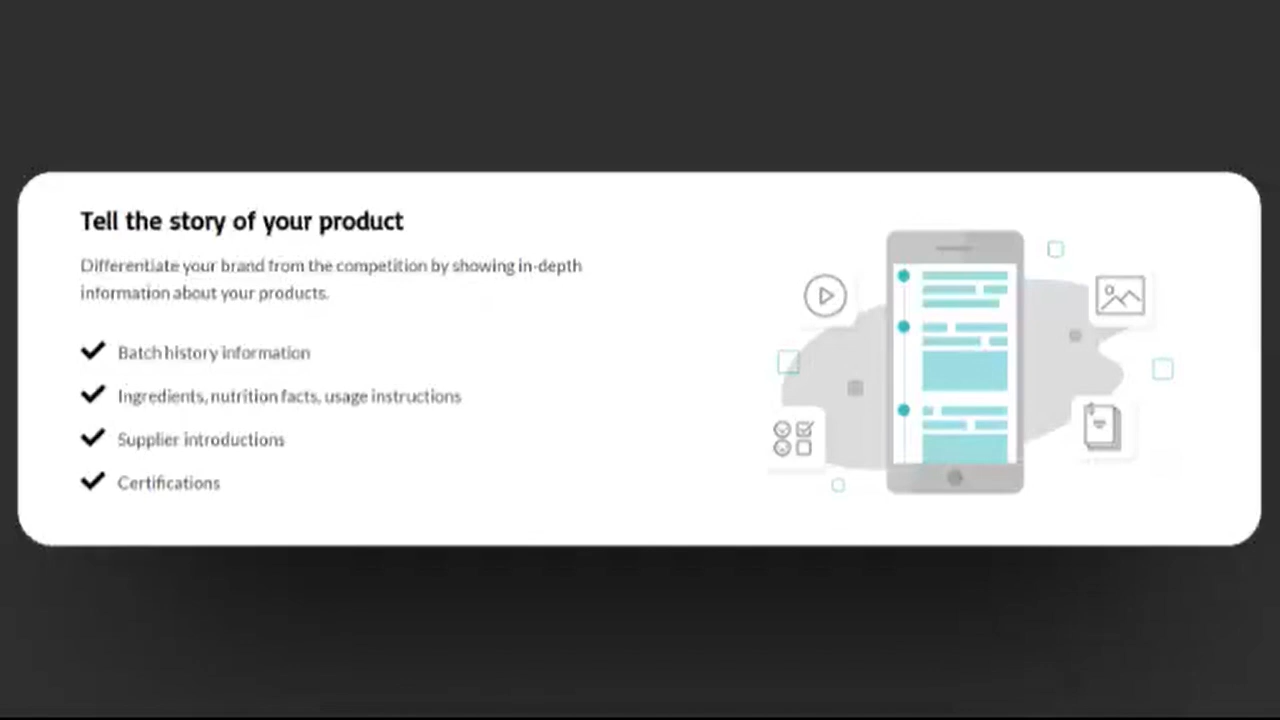 Tell the story of your product
Differentiate your brand from the competition by showing in-depth
information about your products.
Batch history information
Ingredients, nutrition facts, usage instructions
Supplier introductions
Certifications